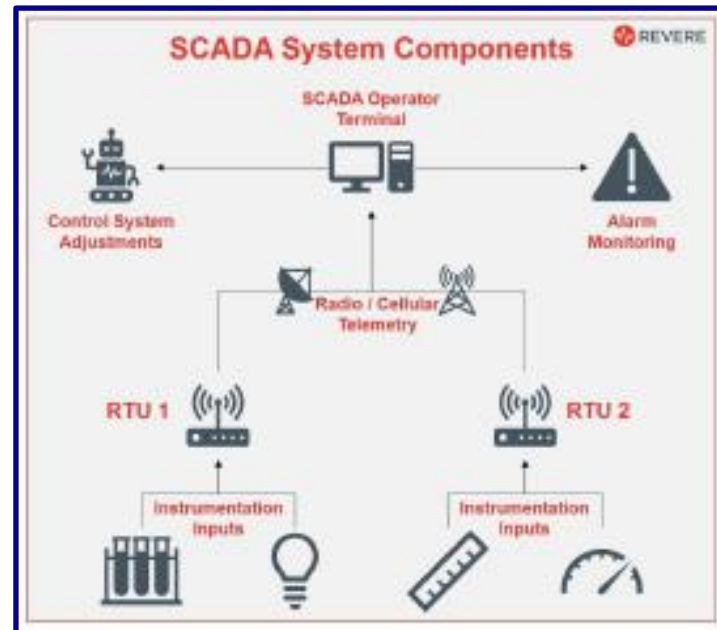 SCADA System Components
REVERE
SCADA Operator
Terminal
Control System
Adjustments
Alarm
Monitoring
Radio / Cellular
Telemetry
RTU 1
RTU 2
Instrumentation
Inputs
Instrumentation
Inputs